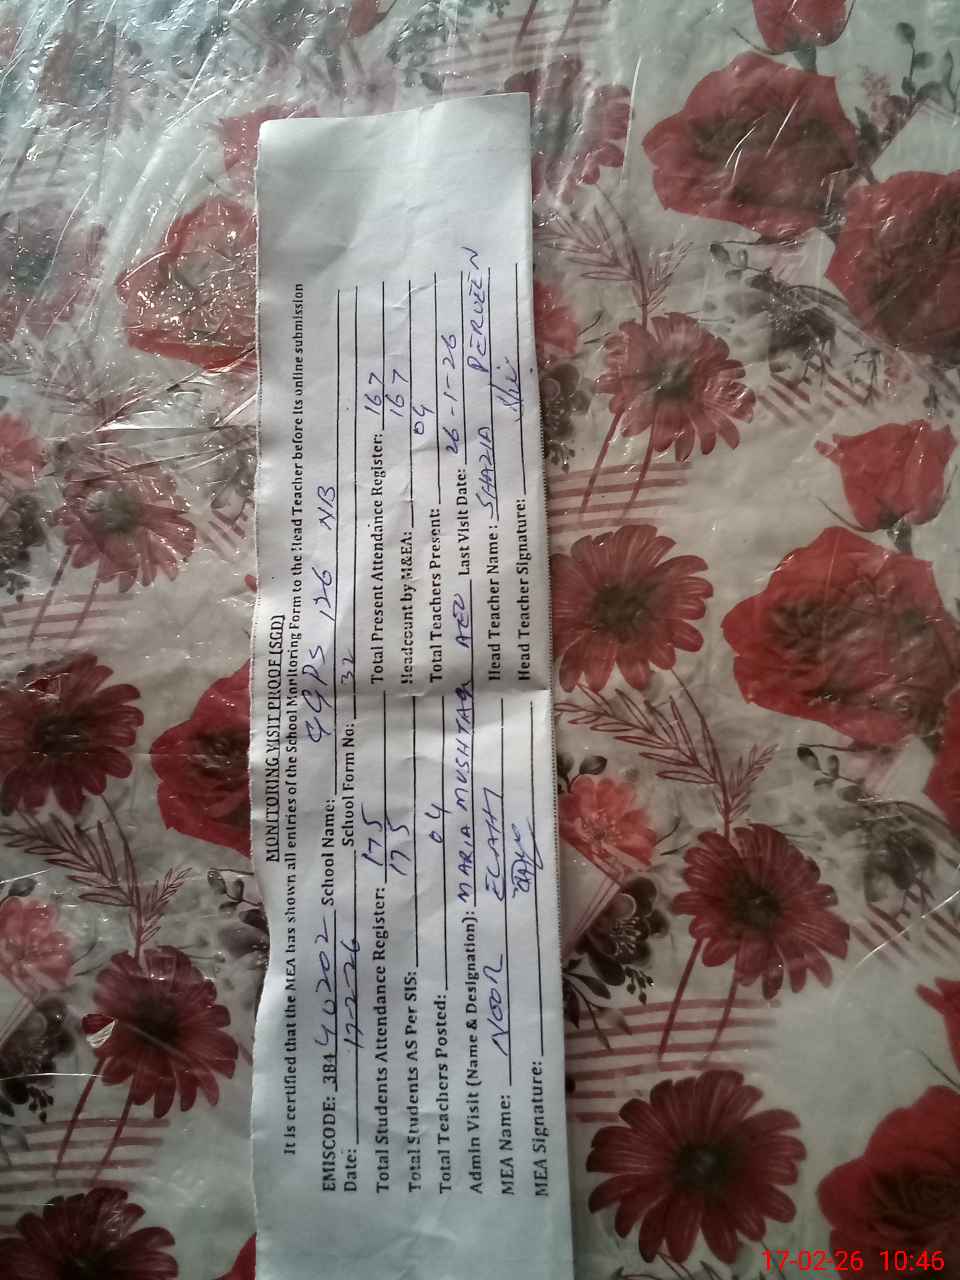 MONITORING VISIT PROOF (SGD)
It is certified that the MEA has shown all entries of the School Monitoring Form to the Head Teacher before its online submission
EMISCODE: 38440202 School Name: GGPS 126 NB
Date: 17-2-26 School Form No: 32
Total Students Attendance Register: 175 Total Present Attendance Register: 167
Total Students AS Per SIS: 175 Headcount by M&EA: 167
Total Teachers Posted: 04 Total Teachers Present: 04
Admin Visit (Name & Designation): MARIA MUSHTAQ AEO Last Visit Date: 26-1-26
MEA Name: NOOR ELAHI Head Teacher Name: SHAZIA PERVEEN
MEA Signature: Head Teacher Signature:
17-02-26 10:46